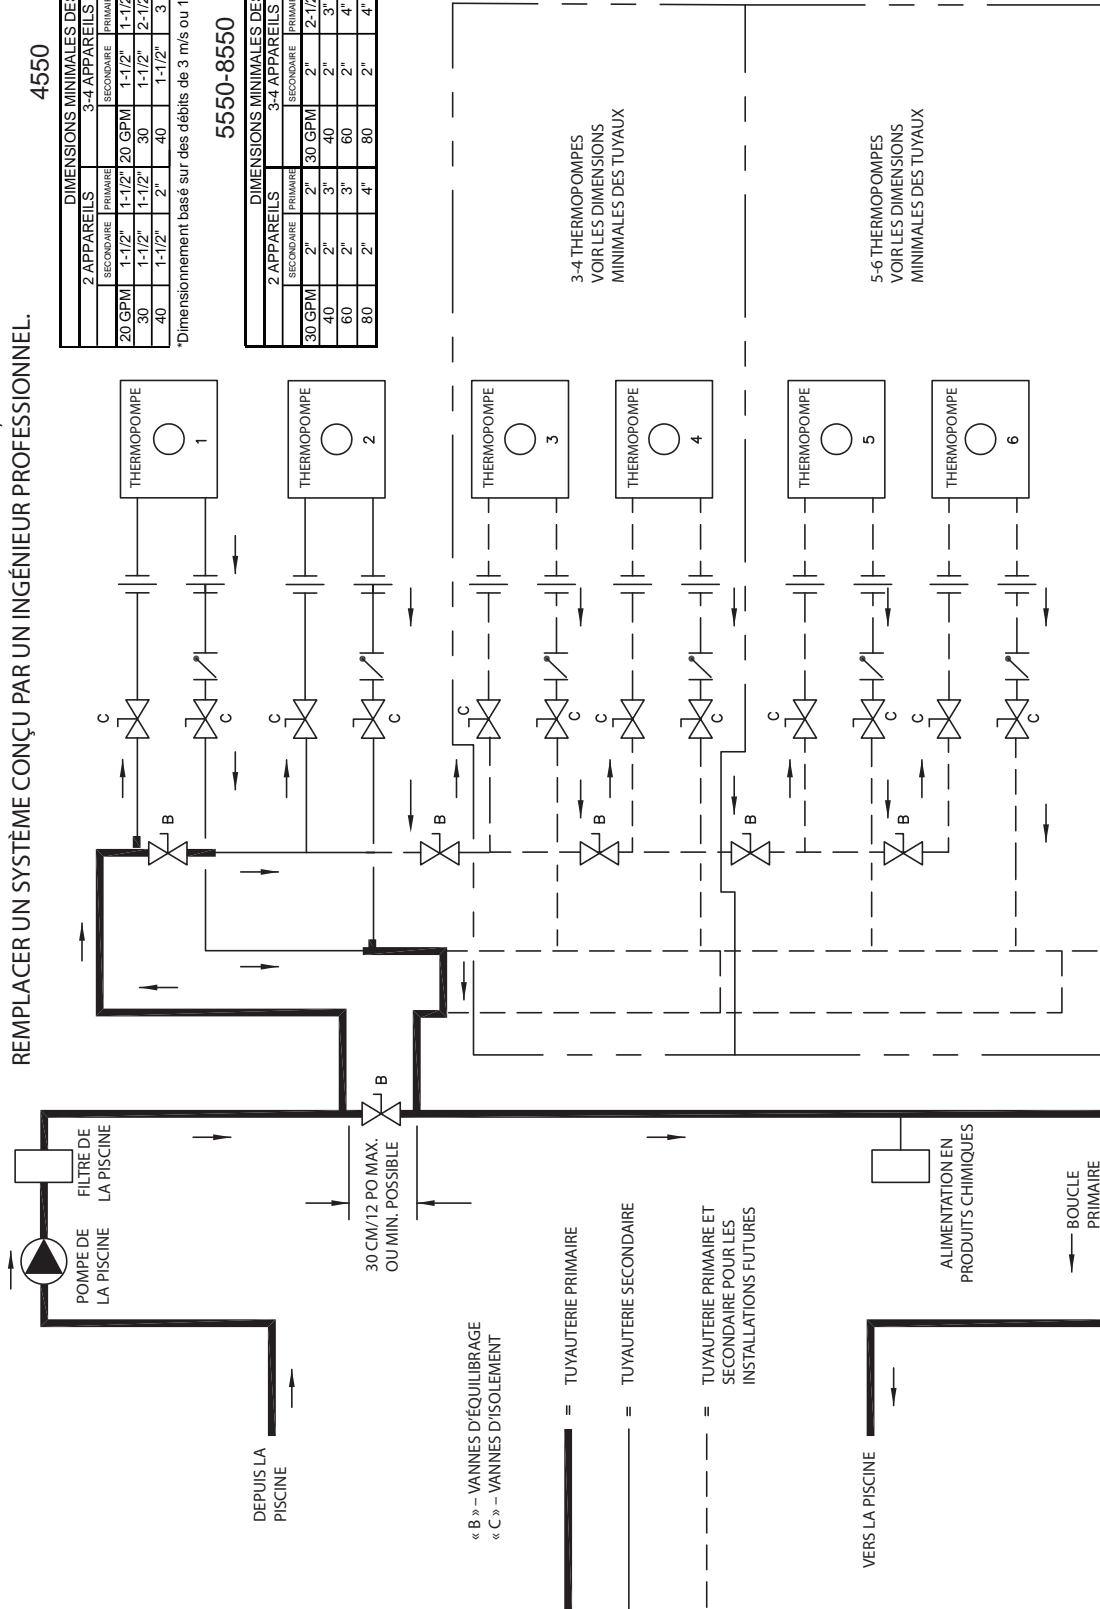 REMPLACER UN SYSTÈME CONÇU PAR UN INGÉNIEUR PROFESSIONNEL.
4550
DIMENSIONS MINIMALES DES
2 APPAREILS 3-4 APPAREILS
SECONDAIRE PRIMAIRE SECONDAIRE
20 GPM 1-1/2" 1-1/2" 20 GPM 1-1/2"
30 1-1/2" 1-1/2" 30 1-1/2"
40 1-1/2" 2" 40 1-1/2" 3
*Dimensionnement basé sur des débits de 3 m/s ou 1
5550-8550
DIMENSIONS MINIMALES DES
2 APPAREILS 3-4 APPAREILS
SECONDAIRE PRIMAIRE SECONDAIRE
30 GPM 2" 2" 30 GPM 2"
40 2" 3" 40 2" 3"
60 2" 3" 60 2" 4"
80 2" 4" 80 2" 4"
THERMOPOMPE
1
THERMOPOMPE
2
THERMOPOMPE
3
THERMOPOMPE
4
THERMOPOMPE
5
THERMOPOMPE
6
3-4 THERMOPOMPES
VOIR LES DIMENSIONS
MINIMALES DES TUYAUX
5-6 THERMOPOMPES
VOIR LES DIMENSIONS
MINIMALES DES TUYAUX
C
C
C
C
C
C
C
C
C
C
C
C
B
B
B
B
B
B
POMPE DE
LA PISCINE
FILTRE DE
LA PISCINE
30 CM/12 PO MAX.
OU MIN. POSSIBLE
DEPUIS LA
PISCINE
« B » – VANNES D'ÉQUILIBRAGE
« C » – VANNES D'ISOLEMENT
= TUYAUTERIE PRIMAIRE
= TUYAUTERIE SECONDAIRE
= TUYAUTERIE PRIMAIRE ET
SECONDAIRE POUR LES
INSTALLATIONS FUTURES
VERS LA PISCINE
ALIMENTATION EN
PRODUITS CHIMIQUES
BOUCLE
PRIMAIRE